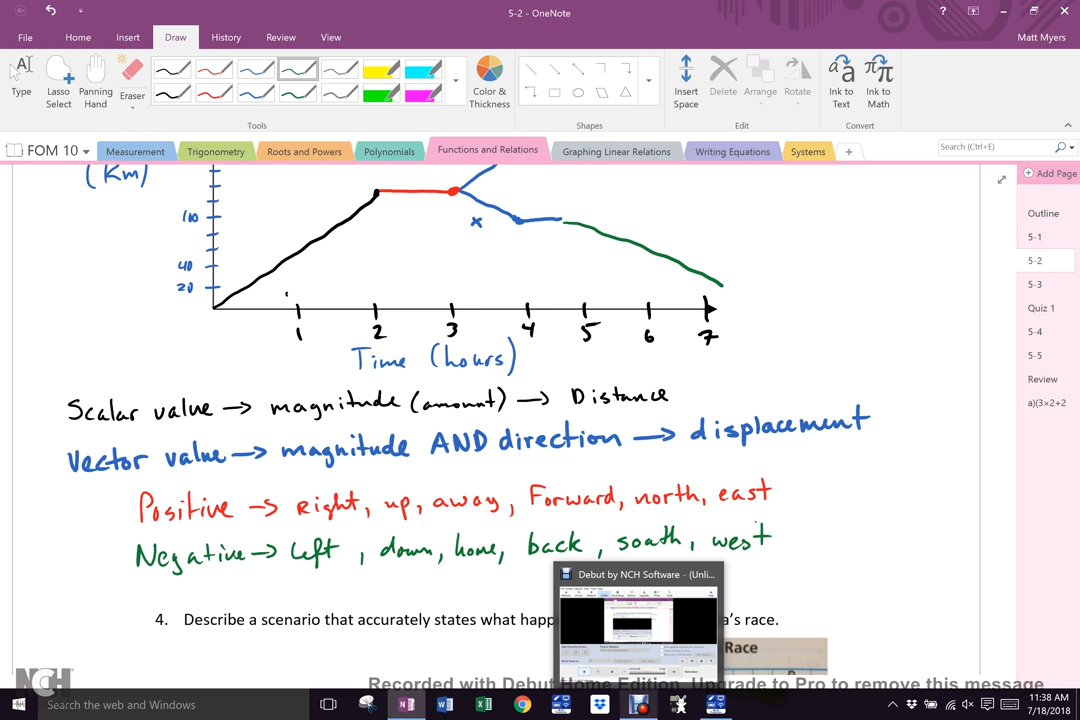 5-2 - OneNote
?
File Home Insert Draw History Review View
Matt Myers
Type
Lasso Select
Panning Hand
Eraser
Color & Thickness
Insert Space
Delete
Arrange
Rotate
Ink to Text
Ink to Math
Tools Shapes Edit Convert
FOM 10 Measurement Trigonometry Roots and Powers Polynomials Functions and Relations Graphing Linear Relations Writing Equations Systems +
Search (Ctrl+E)
Add Page
Outline
5-1
5-2
5-3
Quiz 1
5-4
5-5
Review
a)(3×2+2
(Km)
100
40
20
x
1 2 3 4 5 6 7
Time (hours)
Scalar value → magnitude (amount) → Distance
Vector value → magnitude AND direction → displacement
Positive → Right, up, away, Forward, north, east
Negative → left, down, home, back, south, west
Debut by NCH Software - (Unli...
4. Describe a scenario that accurately states what happ
a's race.
Race
NCH
Recorded with Debut Home Edition. Upgrade to Pro to remove this message
Search the web and Windows
11:38 AM
7/18/2018